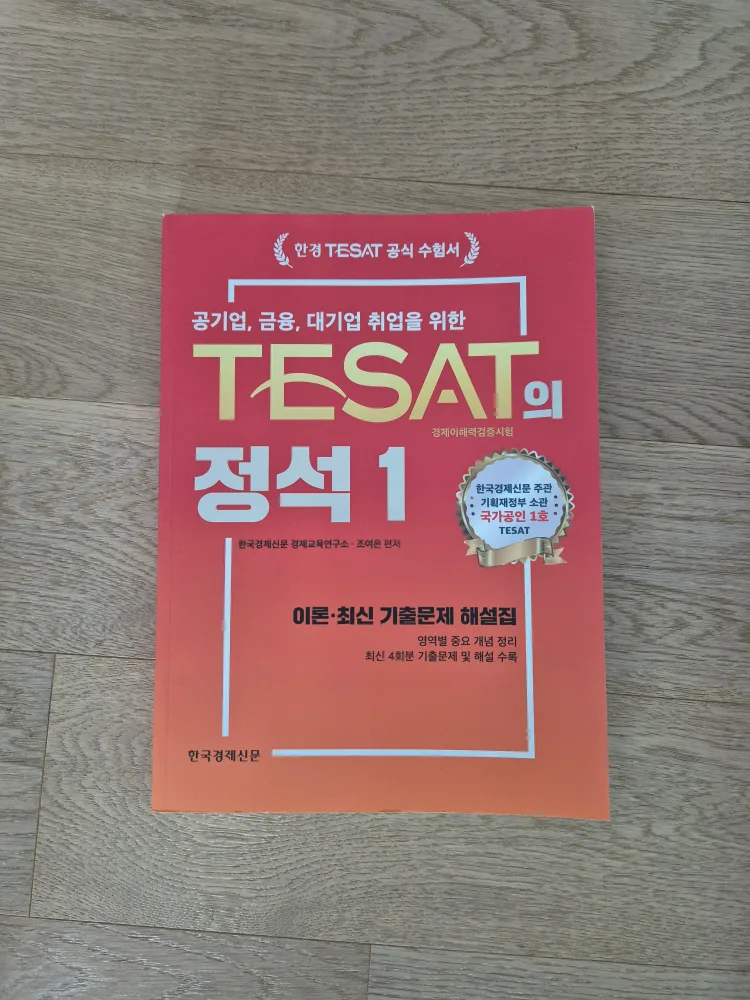 한경 TESAT 공식 수험서
공기업, 금융, 대기업 취업을 위한
TESAT의
경제이해력검증시험
정석 1
한국경제신문 주관
기획재정부 소관
국가공인 1호
TESAT
한국경제신문 경제교육연구소·조여은 편저
이론·최신 기출문제 해설집
영역별 중요 개념 정리
최신 4회분 기출문제 및 해설 수록
한국경제신문